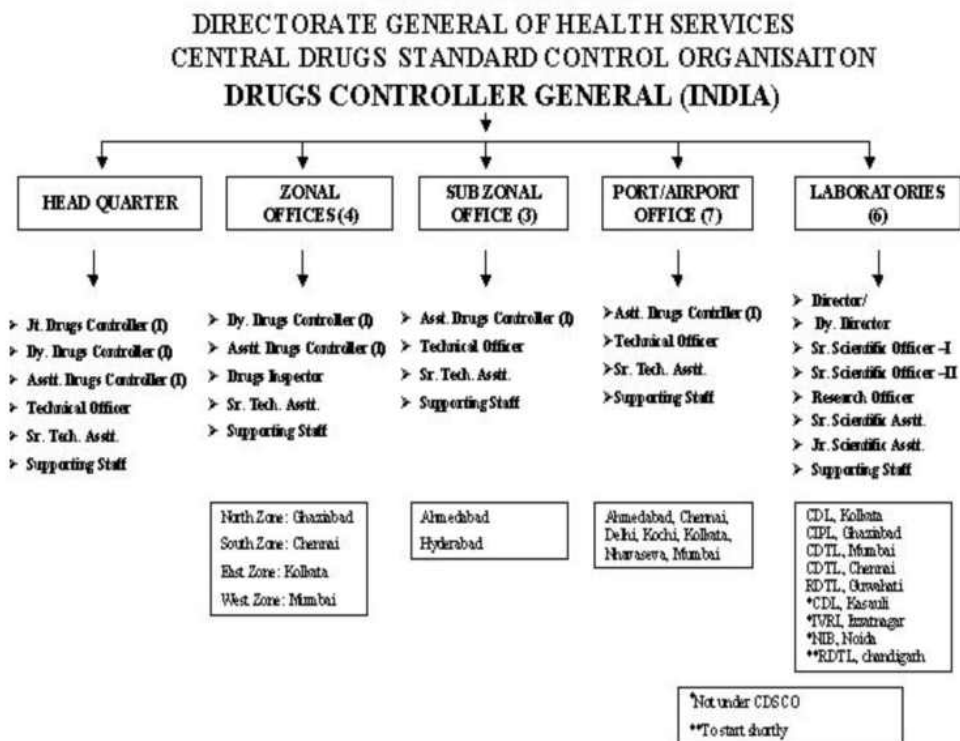 DIRECTORATE GENERAL OF HEALTH SERVICES
CENTRAL DRUGS STANDARD CONTROL ORGANISAITON
DRUGS CONTROLLER GENERAL (INDIA)
HEAD QUARTER
ZONAL
OFFICES (4)
SUB ZONAL
OFFICE (3)
PORT/AIRPORT
OFFICE (7)
LABORATORIES
(6)
➤ Jt. Drugs Controller (I)
➤ Dy. Drugs Controller (I)
➤ Asstt. Drugs Controller (I)
➤ Technical Officer
➤ Sr. Tech. Asstt.
➤ Supporting Staff
➤ Dy. Drugs Controller (I)
➤ Asstt. Drugs Controller (I)
➤ Drugs Inspector
➤ Sr. Tech. Asstt.
➤ Supporting Staff
➤ Asst. Drugs Controller (I)
➤ Technical Officer
➤ Sr. Tech. Asstt.
➤ Supporting Staff
➤ Astt. Drugs Contrller (I)
➤ Technical Officer
➤ Sr. Tech. Asstt.
➤ Supporting Staff
➤ Director/
➤ Dy. Director
➤ Sr. Scientific Officer –I
➤ Sr. Scientific Officer –II
➤ Research Officer
➤ Sr. Scientific Asstt.
➤ Jr. Scientific Asstt.
➤ Supporting Staff
North Zone: Ghaziabad
South Zone: Chennai
East Zone: Kolkata
West Zone: Mumbai
Ahmedabad
Hyderabad
Ahmedabad, Chennai,
Delhi, Kochi, Kolkata,
Nhavaseva, Mumbai
CDL, Kolkata
CIPL, Ghaziabad
CDTL, Mumbai
CDTL, Chennai
RDTL, Guwahati
*CDL, Kasauli
*IVRI, Izzatnagar
*NIB, Noida
**RDTL, chandigarh
*Not under CDSCO
**To start shortly